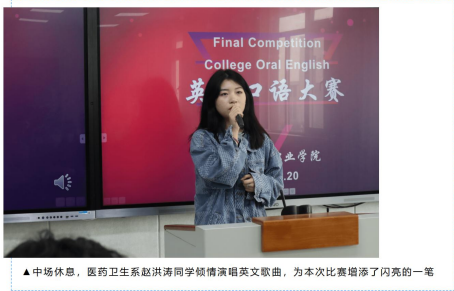 Final Competition
College Oral English
英 口语大赛
业学院
.20
▲中场休息，医药卫生系赵洪涛同学倾情演唱英文歌曲，为本次比赛增添了闪亮的一笔